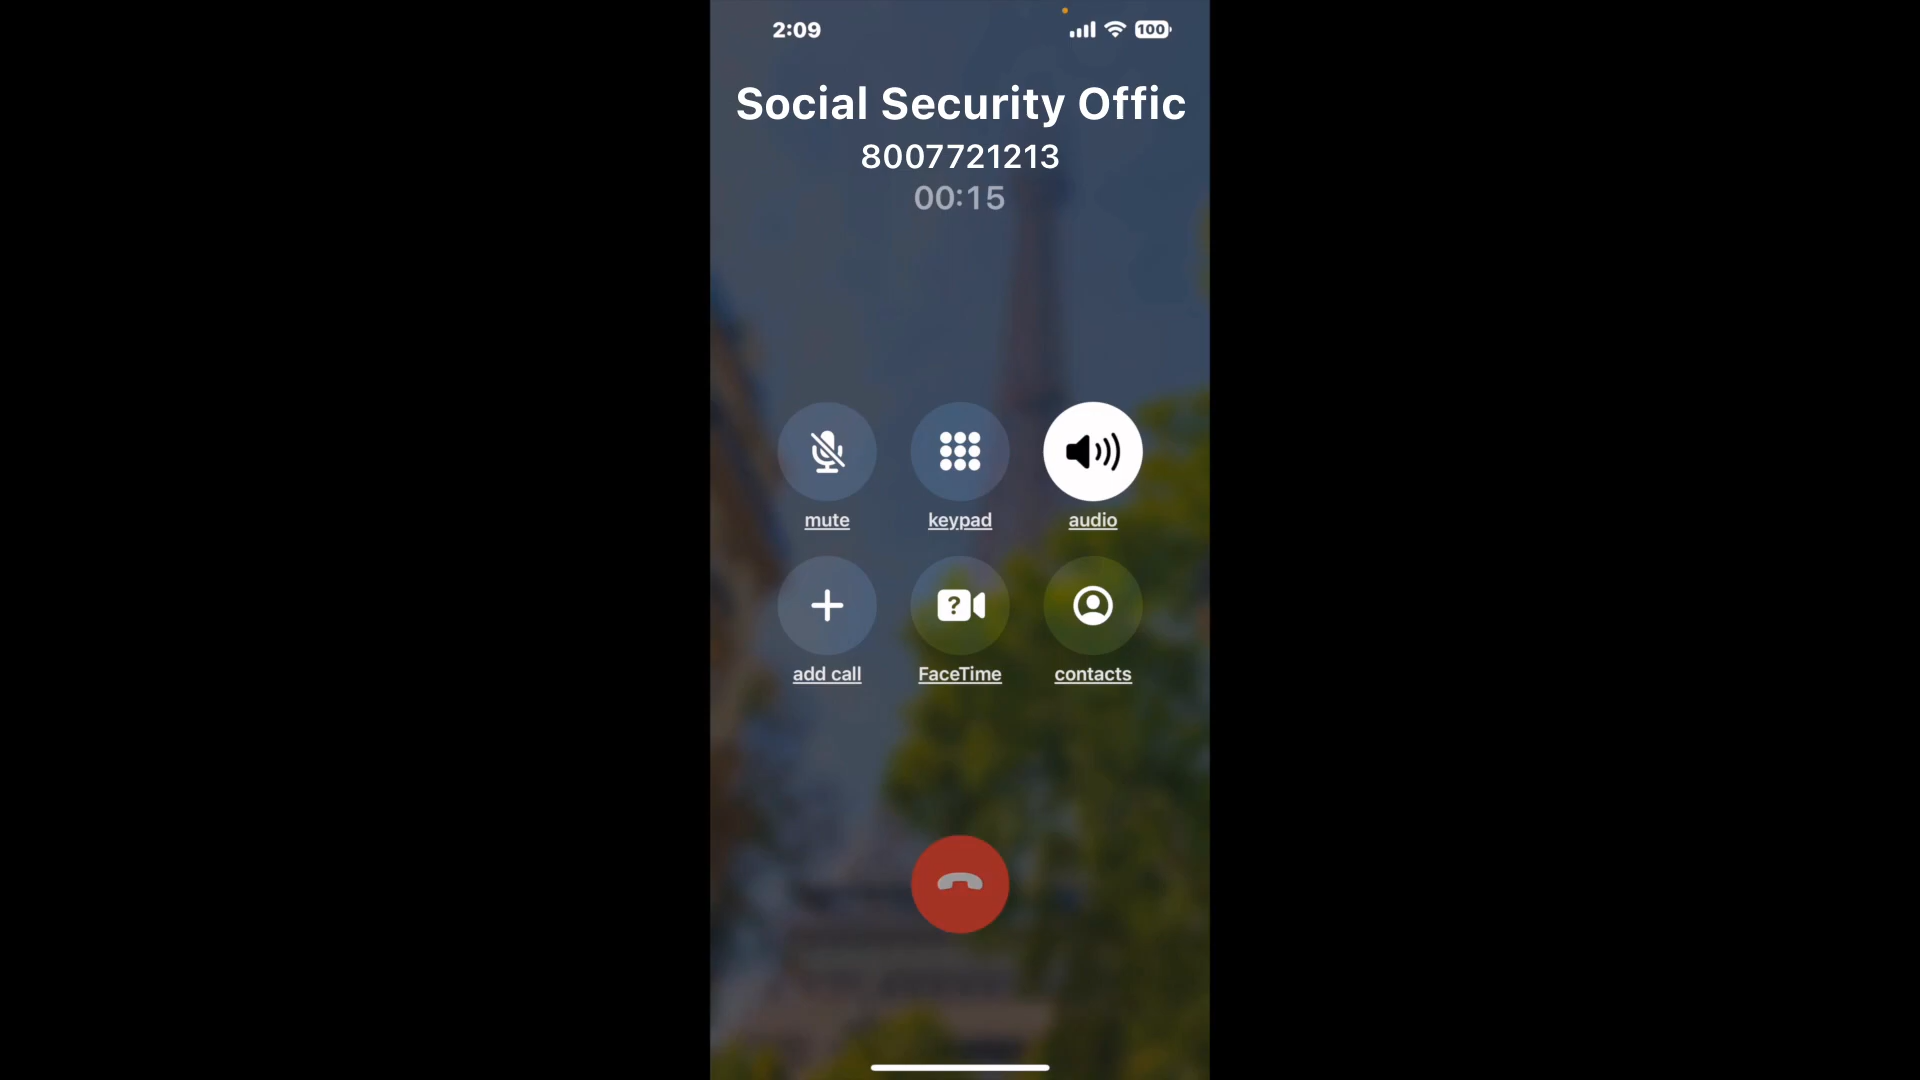 2:09
100
Social Security Offic
8007721213
00:15
mute
keypad
audio
?
add call
FaceTime
contacts